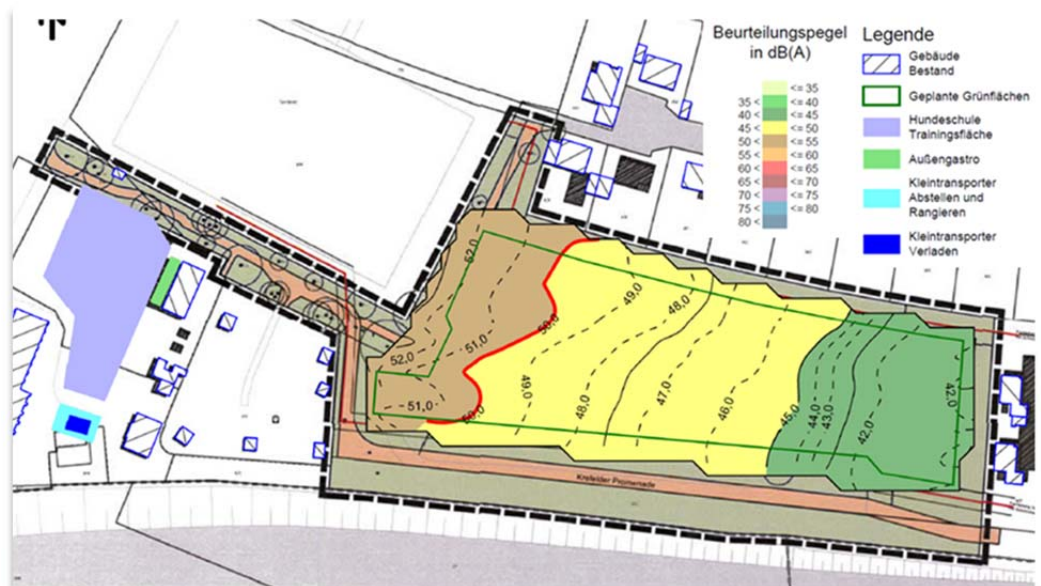 Beurteilungspegel
in dB(A)
<= 35
35 < <= 40
40 < <= 45
45 < <= 50
50 < <= 55
55 < <= 60
60 < <= 65
65 < <= 70
70 < <= 75
75 < <= 80
80 <
Legende
Gebäude
Bestand
Geplante Grünflächen
Hundeschule
Trainingsfläche
Außengastro
Kleintransporter
Abstellen und
Rangieren
Kleintransporter
Verladen
52,0
52,0
51,0
51,0
50,0
50,0
49,0
49,0
48,0
48,0
47,0
46,0
45,0
44,0
43,0
42,0
42,0
Krefelder Promenade